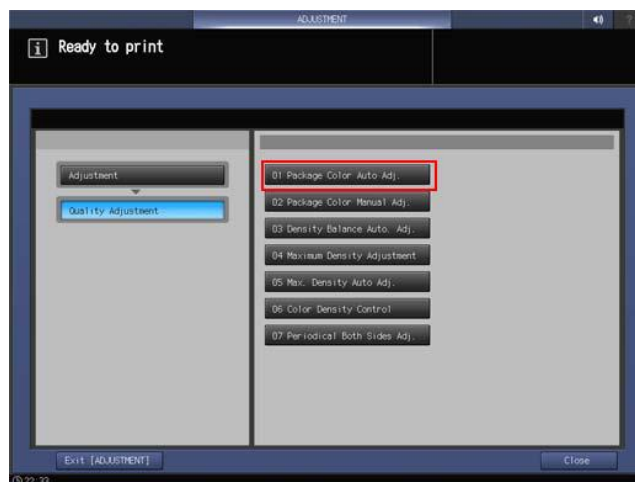 ADJUSTMENT
i Ready to print
Adjustment
Quality Adjustment
01 Package Color Auto Adj.
02 Package Color Manual Adj.
03 Density Balance Auto. Adj.
04 Maximum Density Adjustment
05 Max. Density Auto Adj.
06 Color Density Control
07 Periodical Both Sides Adj.
Exit [ADJUSTMENT]
Close
22:33